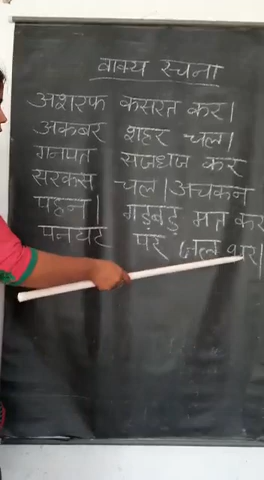 वाक्य रचना
अशरफ कसरत कर।
अकबर शहर चल।
गनपत सजधज कर
सरकस चल। अचकन
पहन। गड़बड़ मत कर
पनघट पर जल भर।